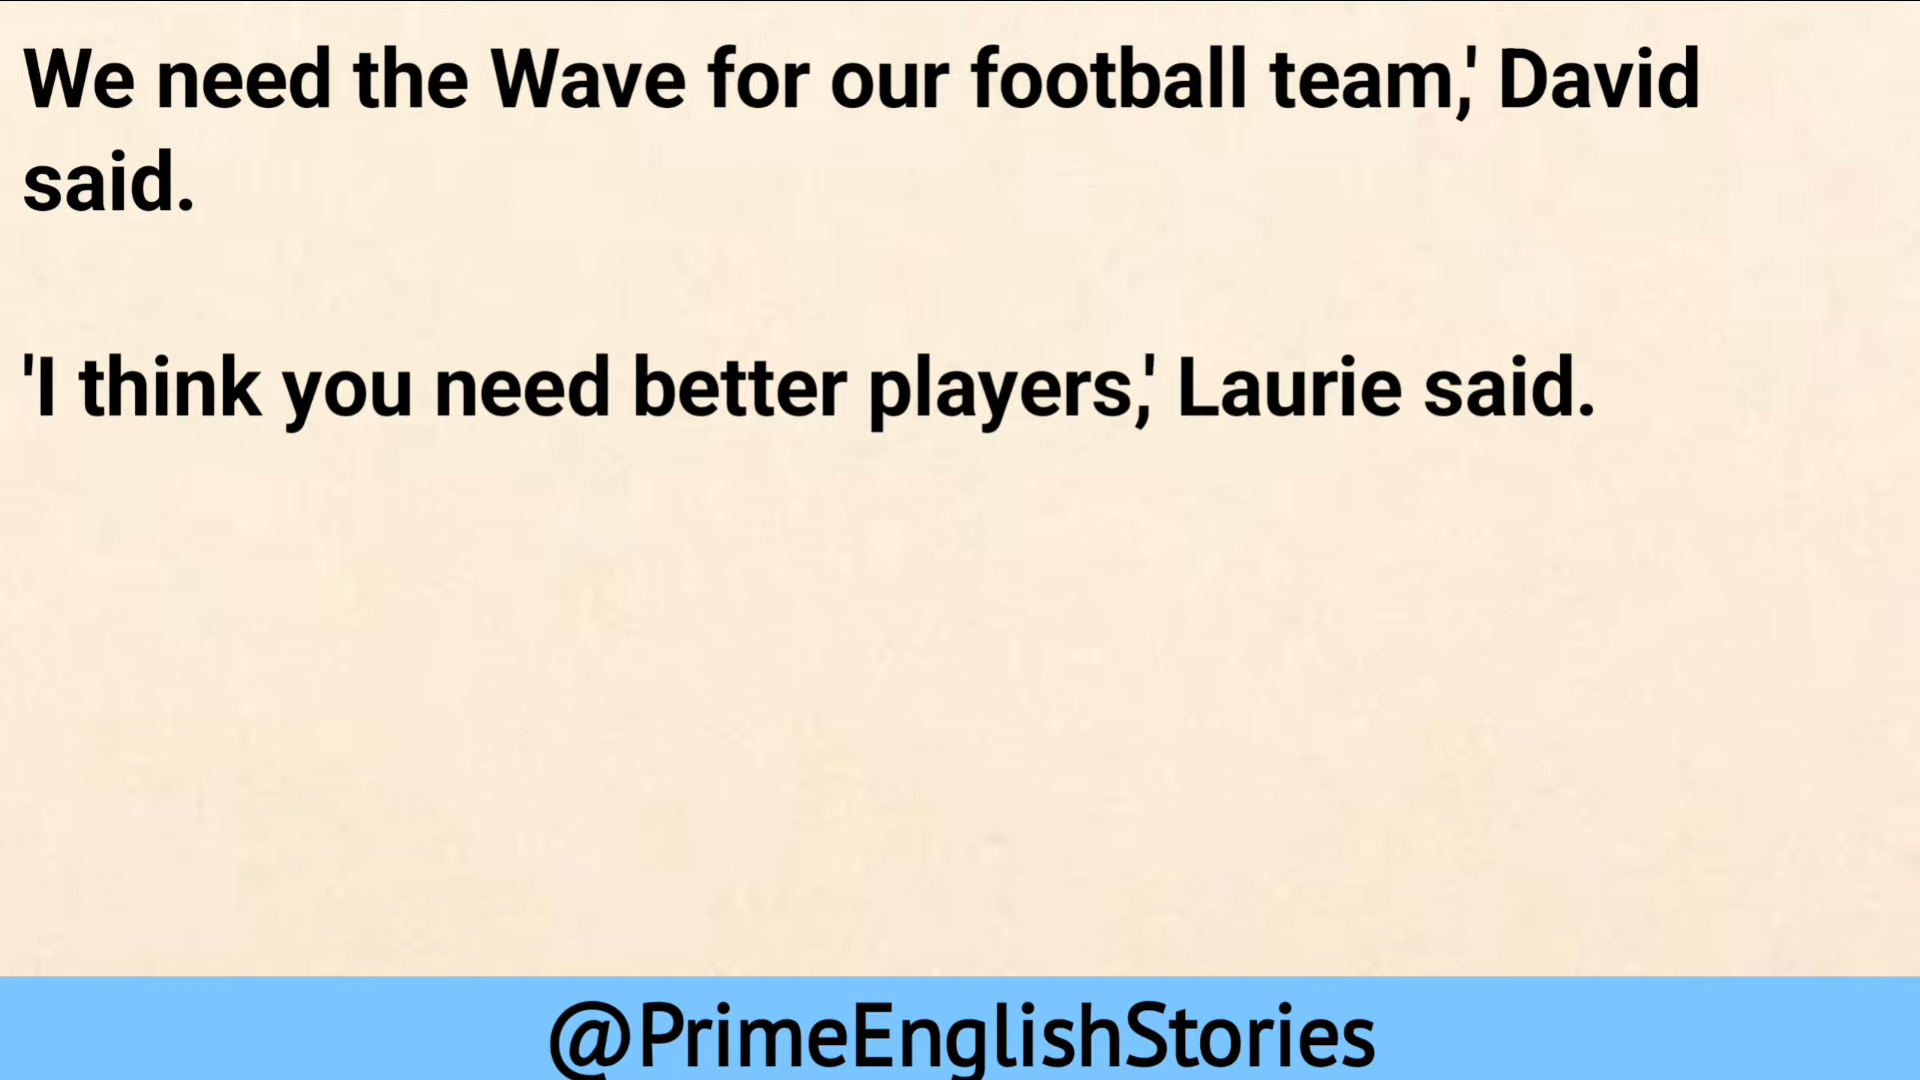 We need the Wave for our football team,' David
said.
'I think you need better players,' Laurie said.
@PrimeEnglishStories